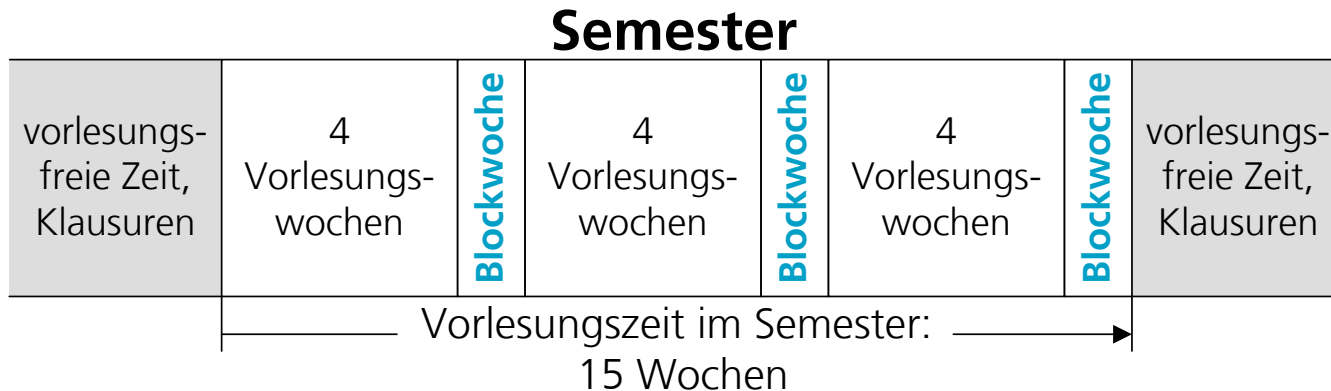 Semester
vorlesungs-
freie Zeit,
Klausuren
4
Vorlesungs-
wochen
Blockwoche
4
Vorlesungs-
wochen
Blockwoche
4
Vorlesungs-
wochen
Blockwoche
vorlesungs-
freie Zeit,
Klausuren
Vorlesungszeit im Semester:
15 Wochen